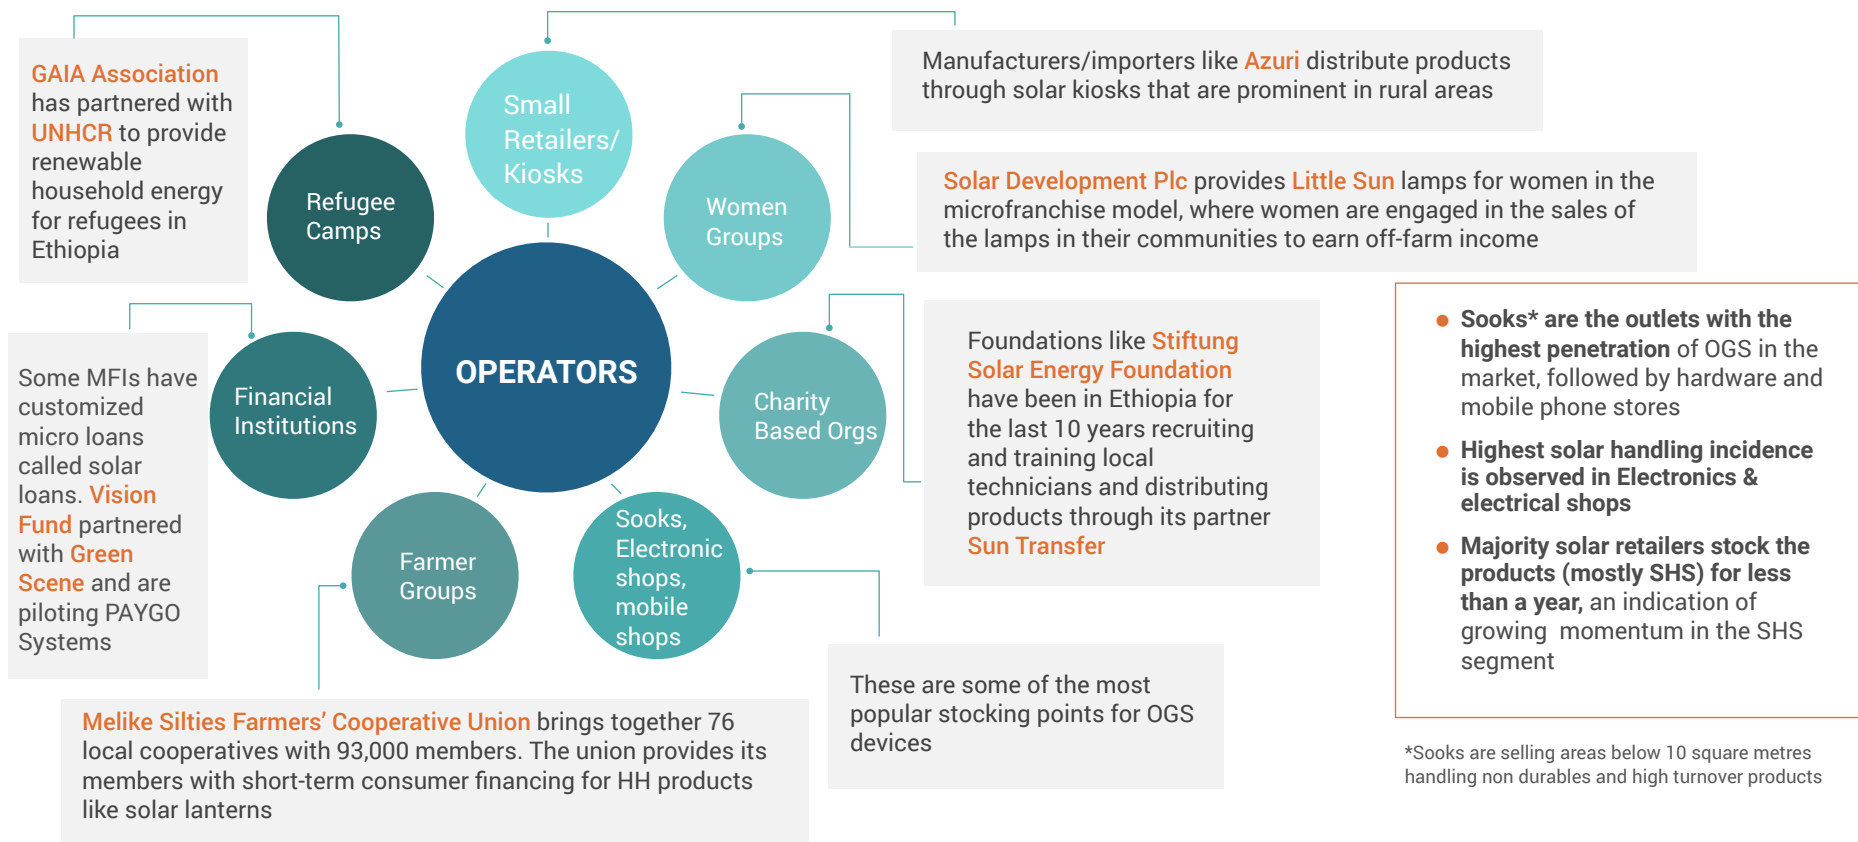 GAIA Association
has partnered with
UNHCR to provide
renewable
household energy
for refugees in
Ethiopia
Small
Retailers/
Kiosks
Manufacturers/importers like Azuri distribute products
through solar kiosks that are prominent in rural areas
Refugee
Camps
Women
Groups
Solar Development Plc provides Little Sun lamps for women in the
microfranchise model, where women are engaged in the sales of
the lamps in their communities to earn off-farm income
OPERATORS
Some MFIs have
customized
micro loans
called solar
loans. Vision
Fund partnered
with Green
Scene and are
piloting PAYGO
Systems
Financial
Institutions
Charity
Based Orgs
Foundations like Stiftung
Solar Energy Foundation
have been in Ethiopia for
the last 10 years recruiting
and training local
technicians and distributing
products through its partner
Sun Transfer
Farmer
Groups
Sooks,
Electronic
shops,
mobile
shops
Melike Silties Farmers’ Cooperative Union brings together 76
local cooperatives with 93,000 members. The union provides its
members with short-term consumer financing for HH products
like solar lanterns
These are some of the most
popular stocking points for OGS
devices
● Sooks* are the outlets with the
highest penetration of OGS in the
market, followed by hardware and
mobile phone stores
● Highest solar handling incidence
is observed in Electronics &
electrical shops
● Majority solar retailers stock the
products (mostly SHS) for less
than a year, an indication of
growing momentum in the SHS
segment
*Sooks are selling areas below 10 square metres
handling non durables and high turnover products